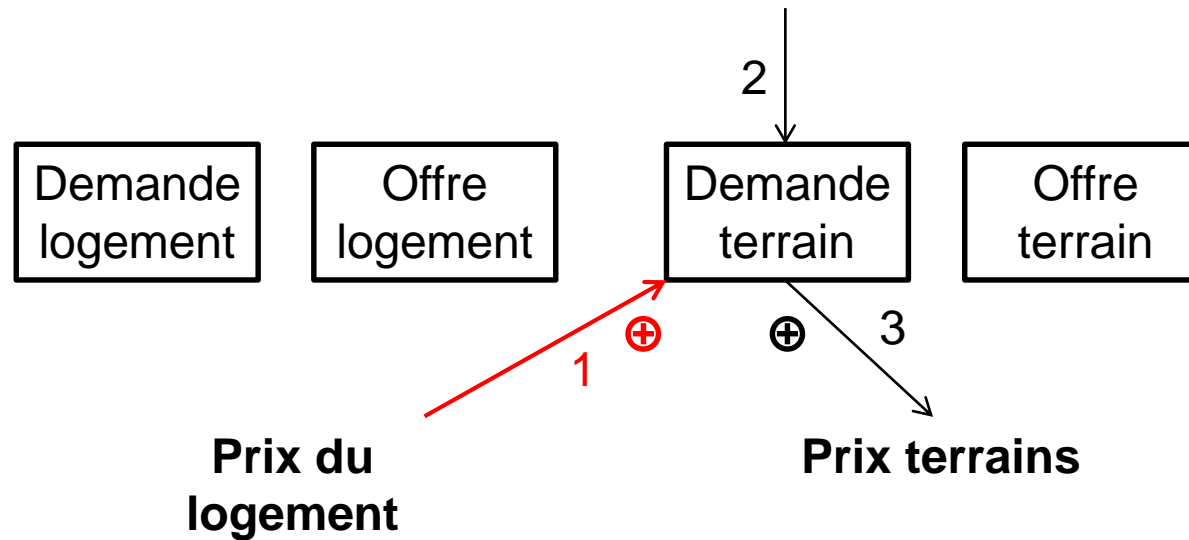 2
Demande
logement
Offre
logement
Demande
terrain
Offre
terrain
1
3
Prix du
logement
Prix terrains